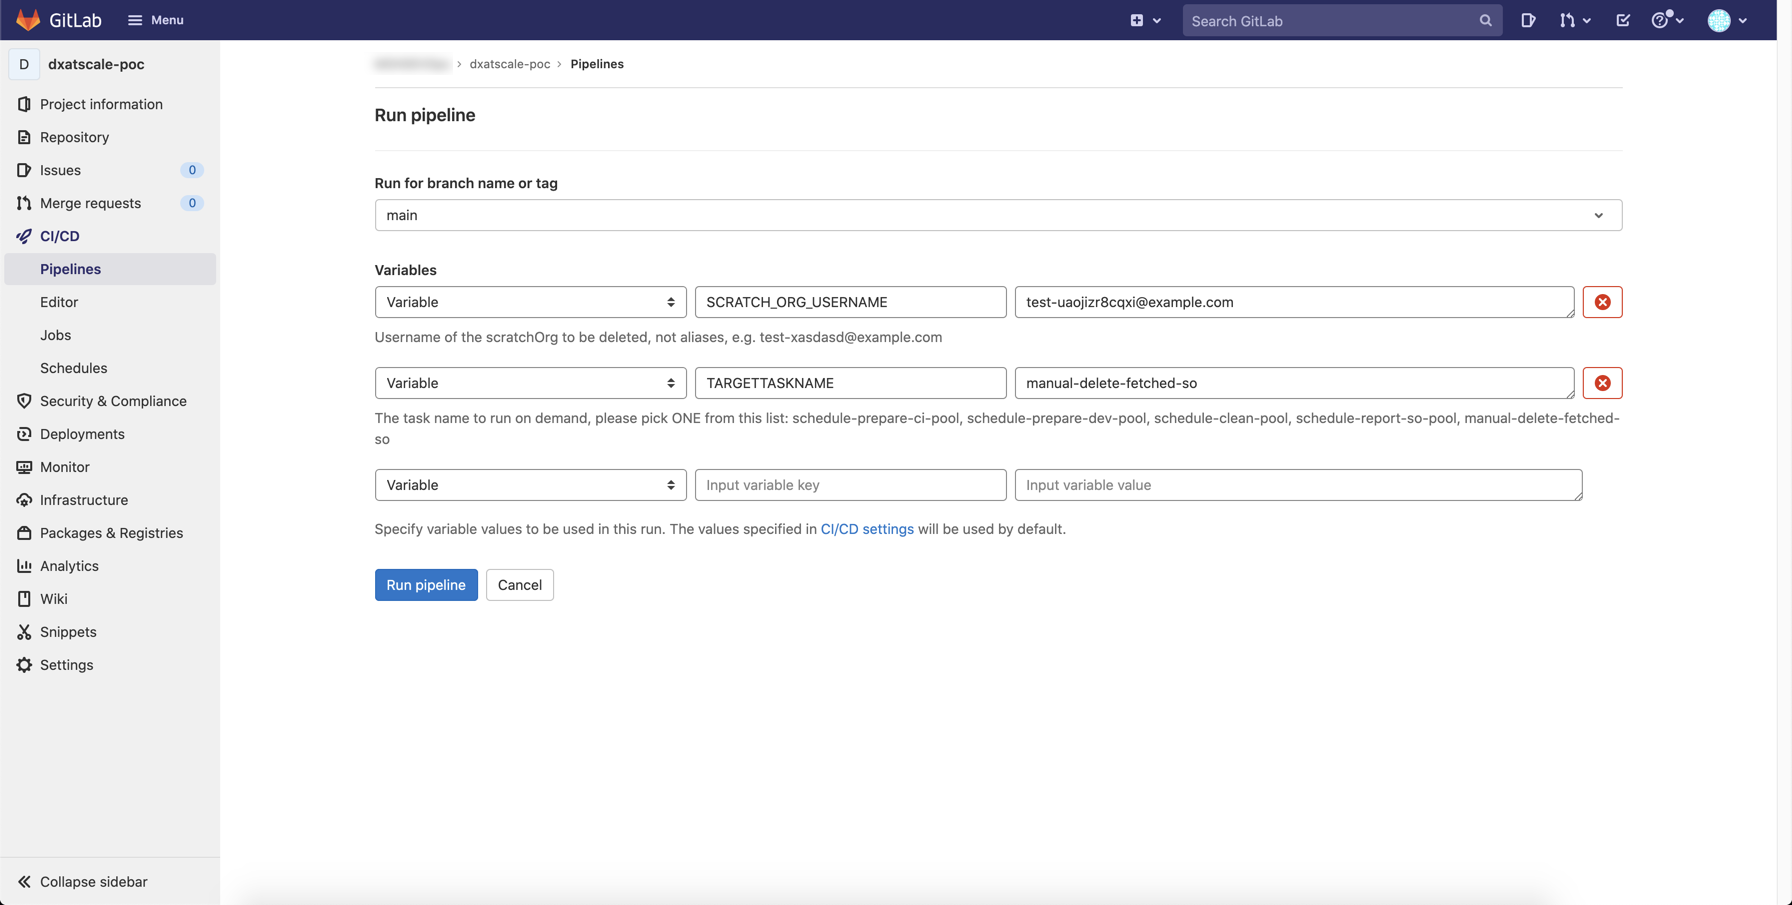 GitLab
Menu
Search GitLab
D
dxatscale-poc
Project information
Repository
Issues 0
Merge requests 0
CI/CD
Pipelines
Editor
Jobs
Schedules
Security & Compliance
Deployments
Monitor
Infrastructure
Packages & Registries
Analytics
Wiki
Snippets
Settings
Collapse sidebar
› dxatscale-poc › Pipelines
Run pipeline
Run for branch name or tag
main
Variables
Variable SCRATCH_ORG_USERNAME test-uaojizr8cqxi@example.com
Username of the scratchOrg to be deleted, not aliases, e.g. test-xasdasd@example.com
Variable TARGETTASKNAME manual-delete-fetched-so
The task name to run on demand, please pick ONE from this list: schedule-prepare-ci-pool, schedule-prepare-dev-pool, schedule-clean-pool, schedule-report-so-pool, manual-delete-fetched-
so
Variable Input variable key Input variable value
Specify variable values to be used in this run. The values specified in CI/CD settings will be used by default.
Run pipeline Cancel